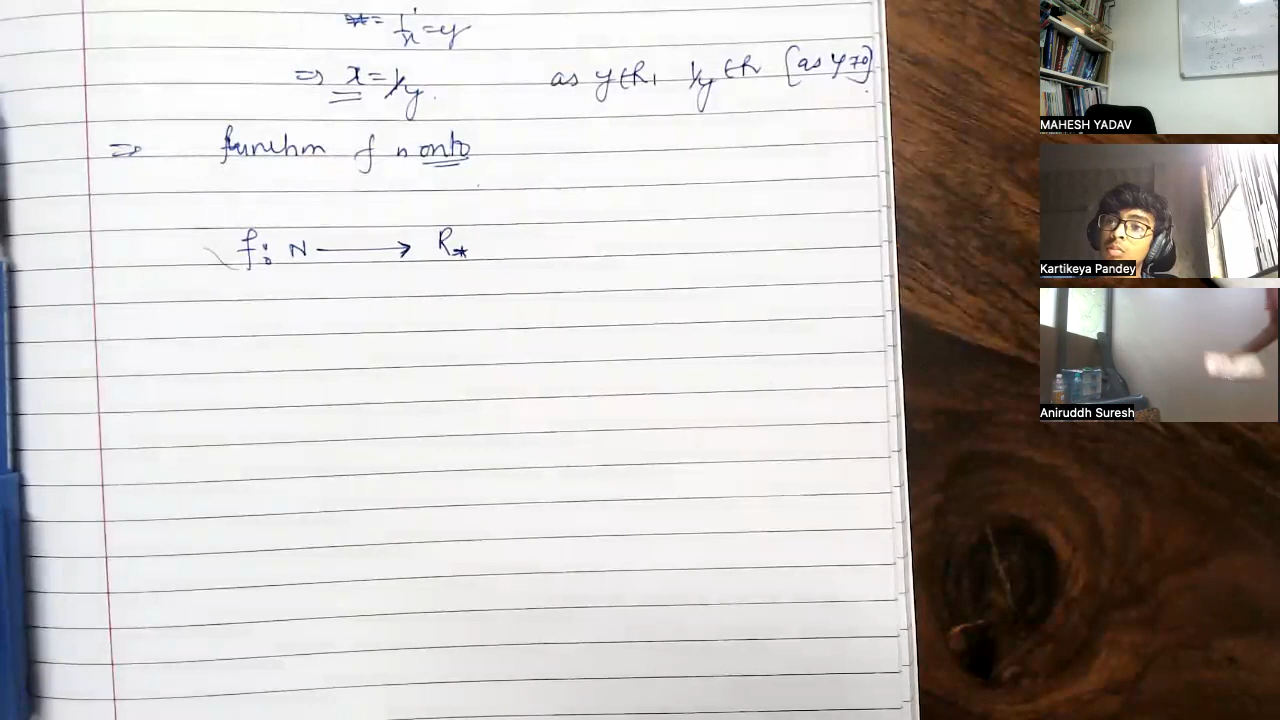 = 1/x = y
⇒ x = 1/y. as y ∈ R, 1/y ∈ R [as y ≠ 0]
⇒ function f is onto
f: N → R*
MAHESH YADAV
Kartikeya Pandey
Aniruddh Suresh